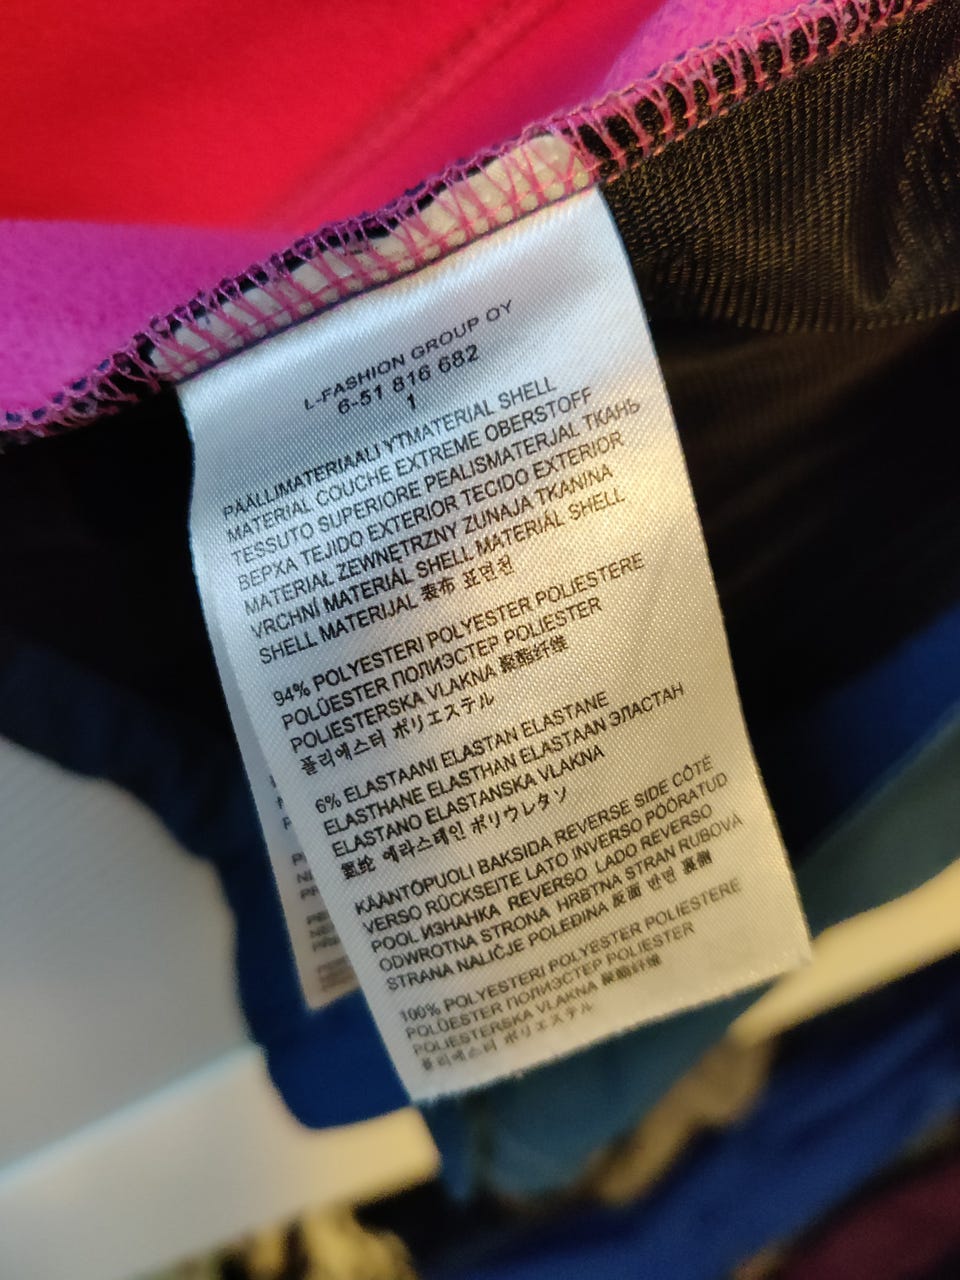 L-FASHION GROUP OY
6-51 816 682
1
PÄÄLLIMATERIAALI YTMATERIAL SHELL
MATERIAL COUCHE EXTREME OBERSTOFF
TESSUTO SUPERIORE PEALISMATERJAL ТКАНЬ
ВЕРХА TEJIDO EXTERIOR TECIDO EXTERIOR
MATERIAŁ ZEWNĘTRZNY ZUNAJA TKANINA
VRCHNÍ MATERIÁL SHELL MATERIAL SHELL
SHELL MATERIJAL 表布 표면천
94% POLYESTERI POLYESTER POLIESTERE
POLÜESTER ПОЛИЭСТЕР POLIESTER
POLIESTERSKA VLAKNA 聚酯纤维
폴리에스터 ポリエステル
6% ELASTAANI ELASTAN ELASTANE
ELASTHANE ELASTHAN ELASTAAN ЭЛАСТАН
ELASTANO ELASTANSKA VLAKNA
에라스테인 ポリウレタン
KÄÄNTÖPUOLI BAKSIDA REVERSE SIDE CÔTÉ
VERSO RÜCKSEITE LATO INVERSO PÖÖRATUD
POOL ИЗНАНКА REVERSO LADO REVERSO
ODWROTNA STRONA HRBTNA STRAN RUBOVÁ
STRANA NALIČJE POLEĐINA 反面 반면 裏側
100% POLYESTERI POLYESTER POLIESTERE
POLÜESTER ПОЛИЭСТЕР POLIESTER
POLIESTERSKA VLAKNA 聚酯纤维
폴리에스터 ポリエステル